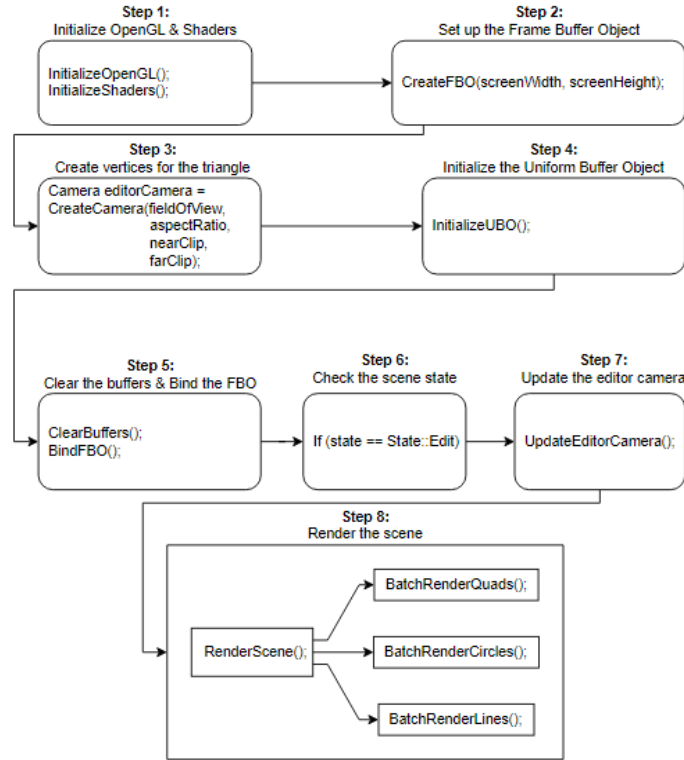 Step 1:
Initialize OpenGL & Shaders
InitializeOpenGL();
InitializeShaders();
Step 2:
Set up the Frame Buffer Object
CreateFBO(screenWidth, screenHeight);
Step 3:
Create vertices for the triangle
Camera editorCamera =
CreateCamera(fieldOfView,
aspectRatio,
nearClip,
farClip);
Step 4:
Initialize the Uniform Buffer Object
InitializeUBO();
Step 5:
Clear the buffers & Bind the FBO
ClearBuffers();
BindFBO();
Step 6:
Check the scene state
If (state == State::Edit)
Step 7:
Update the editor camera
UpdateEditorCamera();
Step 8:
Render the scene
RenderScene();
BatchRenderQuads();
BatchRenderCircles();
BatchRenderLines();